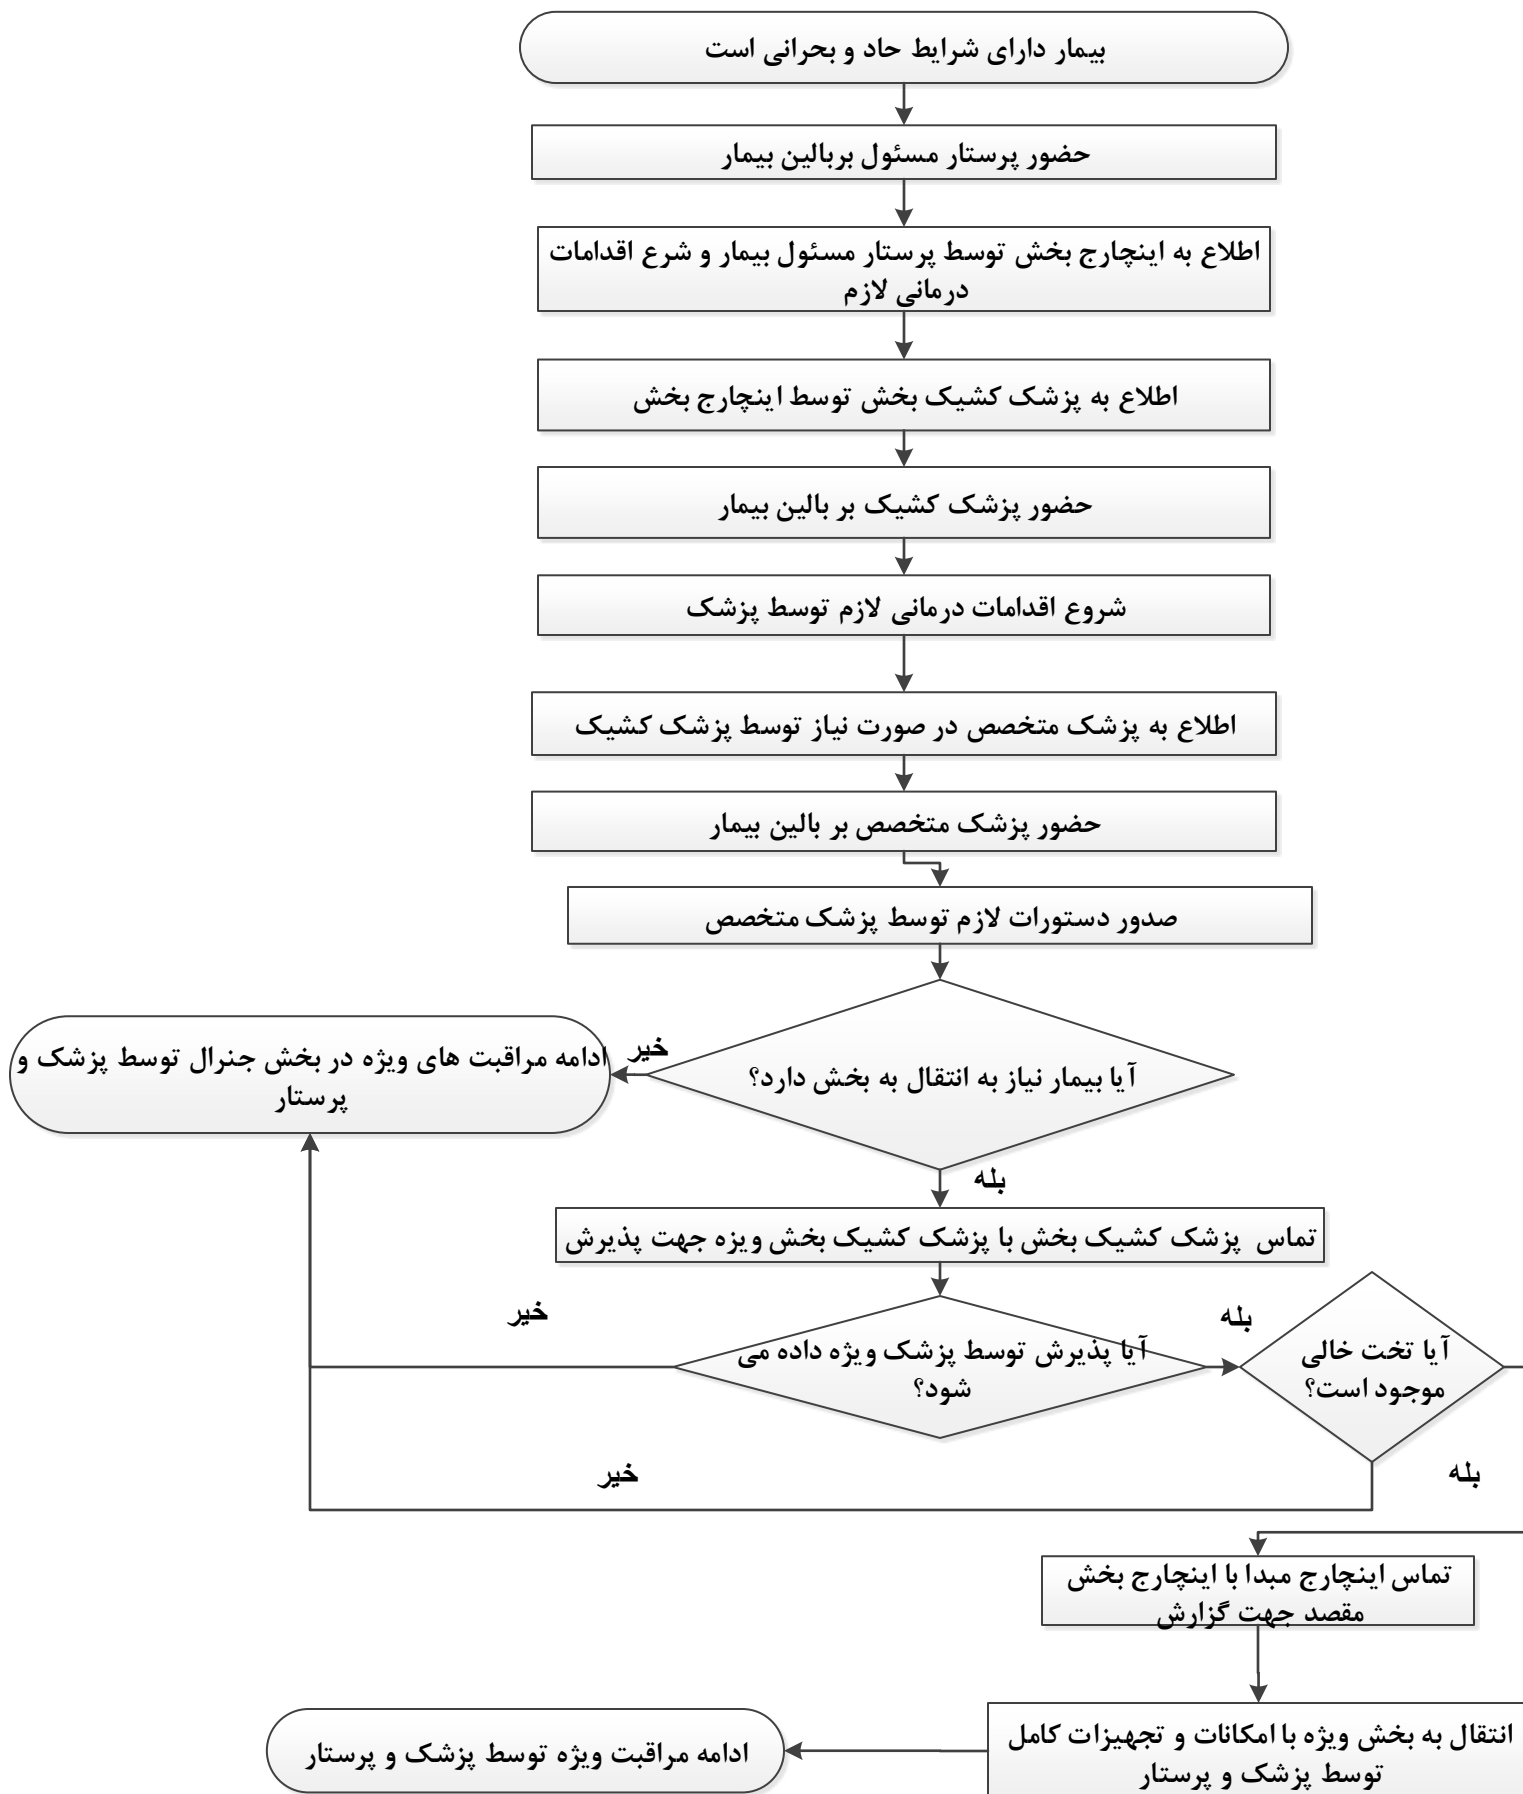 بیمار دارای شرایط حاد و بحرانی است
حضور پرستار مسئول بربالین بیمار
اطلاع به اینچارج بخش توسط پرستار مسئول بیمار و شرع اقدامات
درمانی لازم
اطلاع به پزشک کشیک بخش توسط اینچارج بخش
حضور پزشک کشیک بر بالین بیمار
شروع اقدامات درمانی لازم توسط پزشک
اطلاع به پزشک متخصص در صورت نیاز توسط پزشک کشیک
حضور پزشک متخصص بر بالین بیمار
صدور دستورات لازم توسط پزشک متخصص
آیا بیمار نیاز به انتقال به بخش دارد؟
خیر
ادامه مراقبت های ویژه در بخش جنرال توسط پزشک و
پرستار
بله
تماس پزشک کشیک بخش با پزشک کشیک بخش ویزه جهت پذیرش
آیا پذیرش توسط پزشک ویژه داده می
شود؟
خیر
بله
آیا تخت خالی
موجود است؟
خیر
بله
تماس اینچارج مبدا با اینچارج بخش
مقصد جهت گزارش
انتقال به بخش ویژه با امکانات و تجهیزات کامل
توسط پزشک و پرستار
ادامه مراقبت ویژه توسط پزشک و پرستار